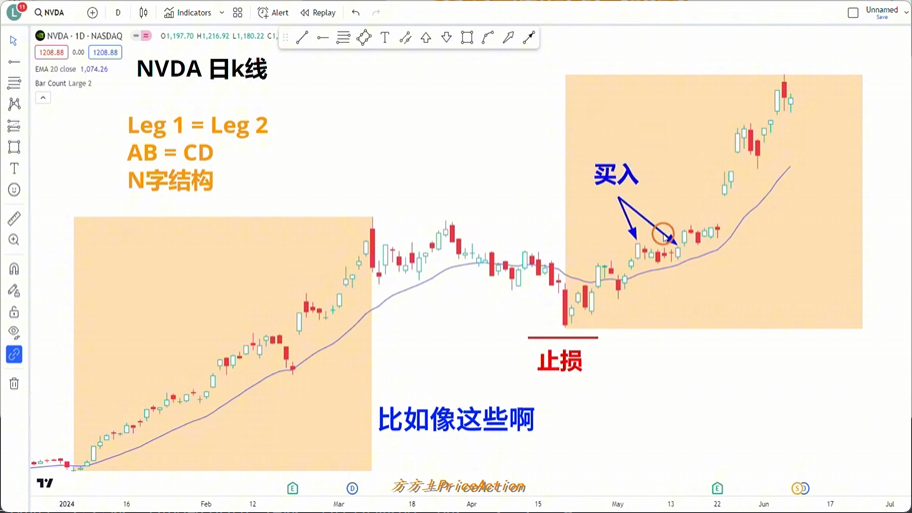 L 11 NVDA D Indicators Alert Replay Unnamed
Save
NVDA · 1D · NASDAQ O1,197.70 H1,216.92 L1,180.22 C1,
1208.88 0.00 1208.88
EMA 20 close 1,074.26
Bar Count Large 2
NVDA 日k线
Leg 1 = Leg 2
AB = CD
N字结构
买入
止损
比如像这些啊
方方土PriceAction
E D E S D
2024 16 Feb 12 Mar 18 Apr 15 May 13 22 Jun 17 Jul